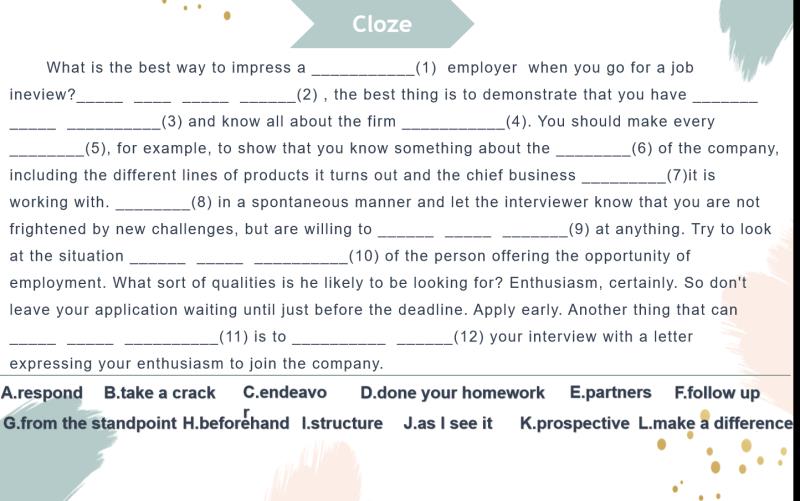 Cloze
What is the best way to impress a ___________(1) employer when you go for a job
ineview?_____ ____ _____ ______(2) , the best thing is to demonstrate that you have _______
_____ __________(3) and know all about the firm ___________(4). You should make every
________(5), for example, to show that you know something about the ________(6) of the company,
including the different lines of products it turns out and the chief business _________(7)it is
working with. ________(8) in a spontaneous manner and let the interviewer know that you are not
frightened by new challenges, but are willing to ______ _____ _______(9) at anything. Try to look
at the situation ______ _____ __________(10) of the person offering the opportunity of
employment. What sort of qualities is he likely to be looking for? Enthusiasm, certainly. So don't
leave your application waiting until just before the deadline. Apply early. Another thing that can
_____ _____ __________(11) is to __________ ______(12) your interview with a letter
expressing your enthusiasm to join the company.
A.respond B.take a crack C.endeavo D.done your homework E.partners F.follow up
r
G.from the standpoint H.beforehand I.structure J.as I see it K.prospective L.make a difference